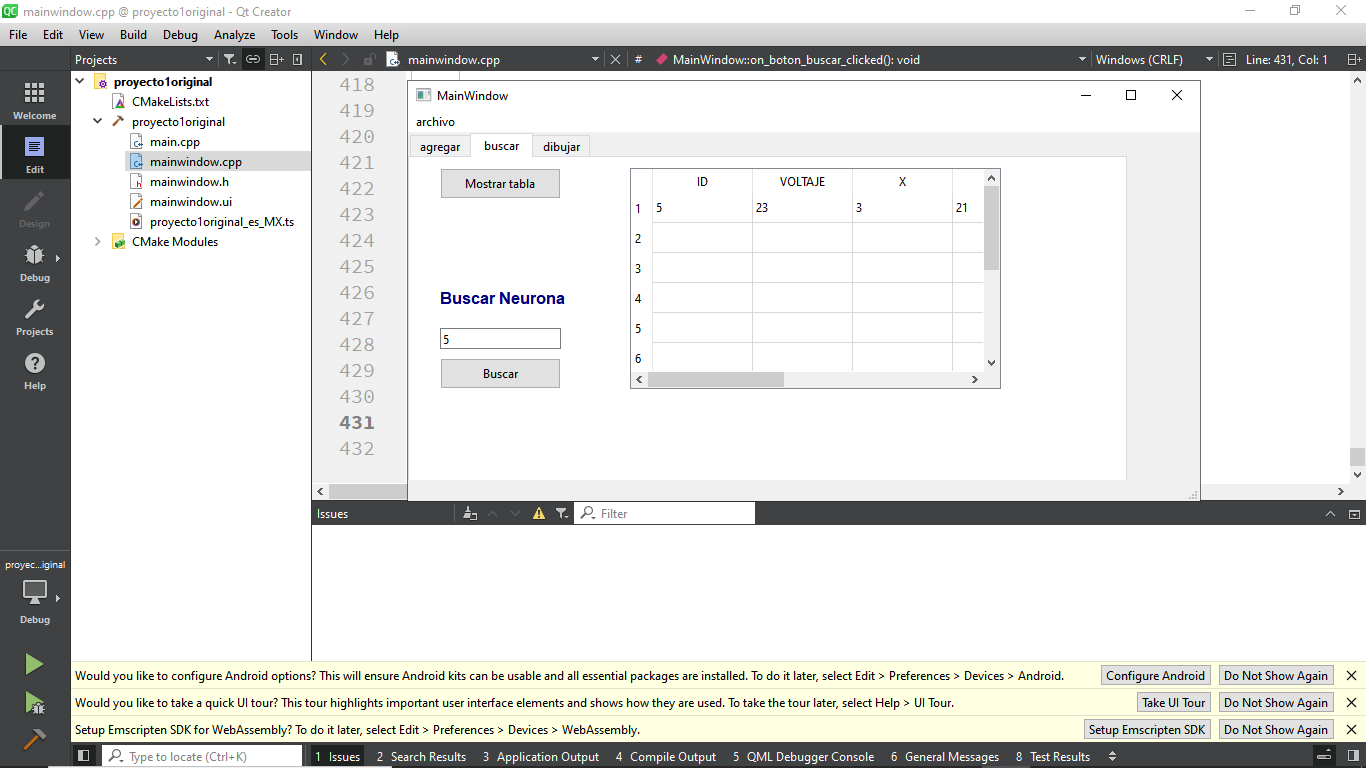 mainwindow.cpp @ proyecto1original - Qt Creator
File Edit View Build Debug Analyze Tools Window Help
Projects
mainwindow.cpp
# MainWindow::on_boton_buscar_clicked(): void
Windows (CRLF)
Line: 431, Col: 1
Welcome
Edit
Design
Debug
Projects
Help
proyec...iginal
Debug
proyecto1original
CMakeLists.txt
proyecto1original
main.cpp
mainwindow.cpp
mainwindow.h
mainwindow.ui
proyecto1original_es_MX.ts
CMake Modules
418
419
420
421
422
423
424
425
426
427
428
429
430
431
432
MainWindow
archivo
agregar buscar dibujar
Mostrar tabla
Buscar Neurona
5
Buscar
ID VOLTAJE X
1 5 23 3 21
2
3
4
5
6
Issues
Filter
Would you like to configure Android options? This will ensure Android kits can be usable and all essential packages are installed. To do it later, select Edit > Preferences > Devices > Android. Configure Android Do Not Show Again
Would you like to take a quick UI tour? This tour highlights important user interface elements and shows how they are used. To take the tour later, select Help > UI Tour. Take UI Tour Do Not Show Again
Setup Emscripten SDK for WebAssembly? To do it later, select Edit > Preferences > Devices > WebAssembly. Setup Emscripten SDK Do Not Show Again
Type to locate (Ctrl+K) 1 Issues 2 Search Results 3 Application Output 4 Compile Output 5 QML Debugger Console 6 General Messages 8 Test Results